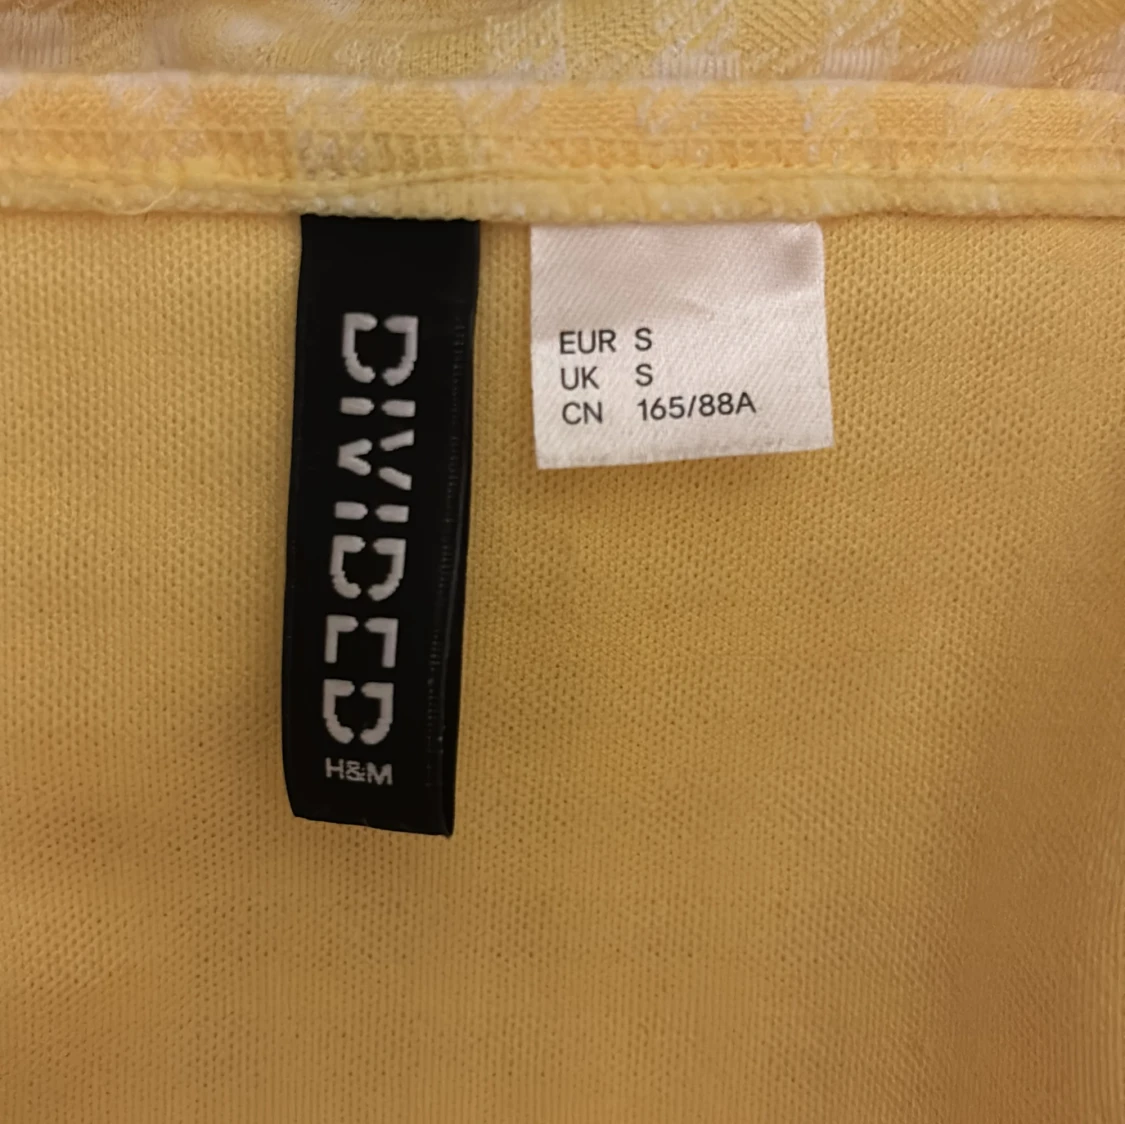 DIVIDED
H&M
EUR S
UK S
CN 165/88A